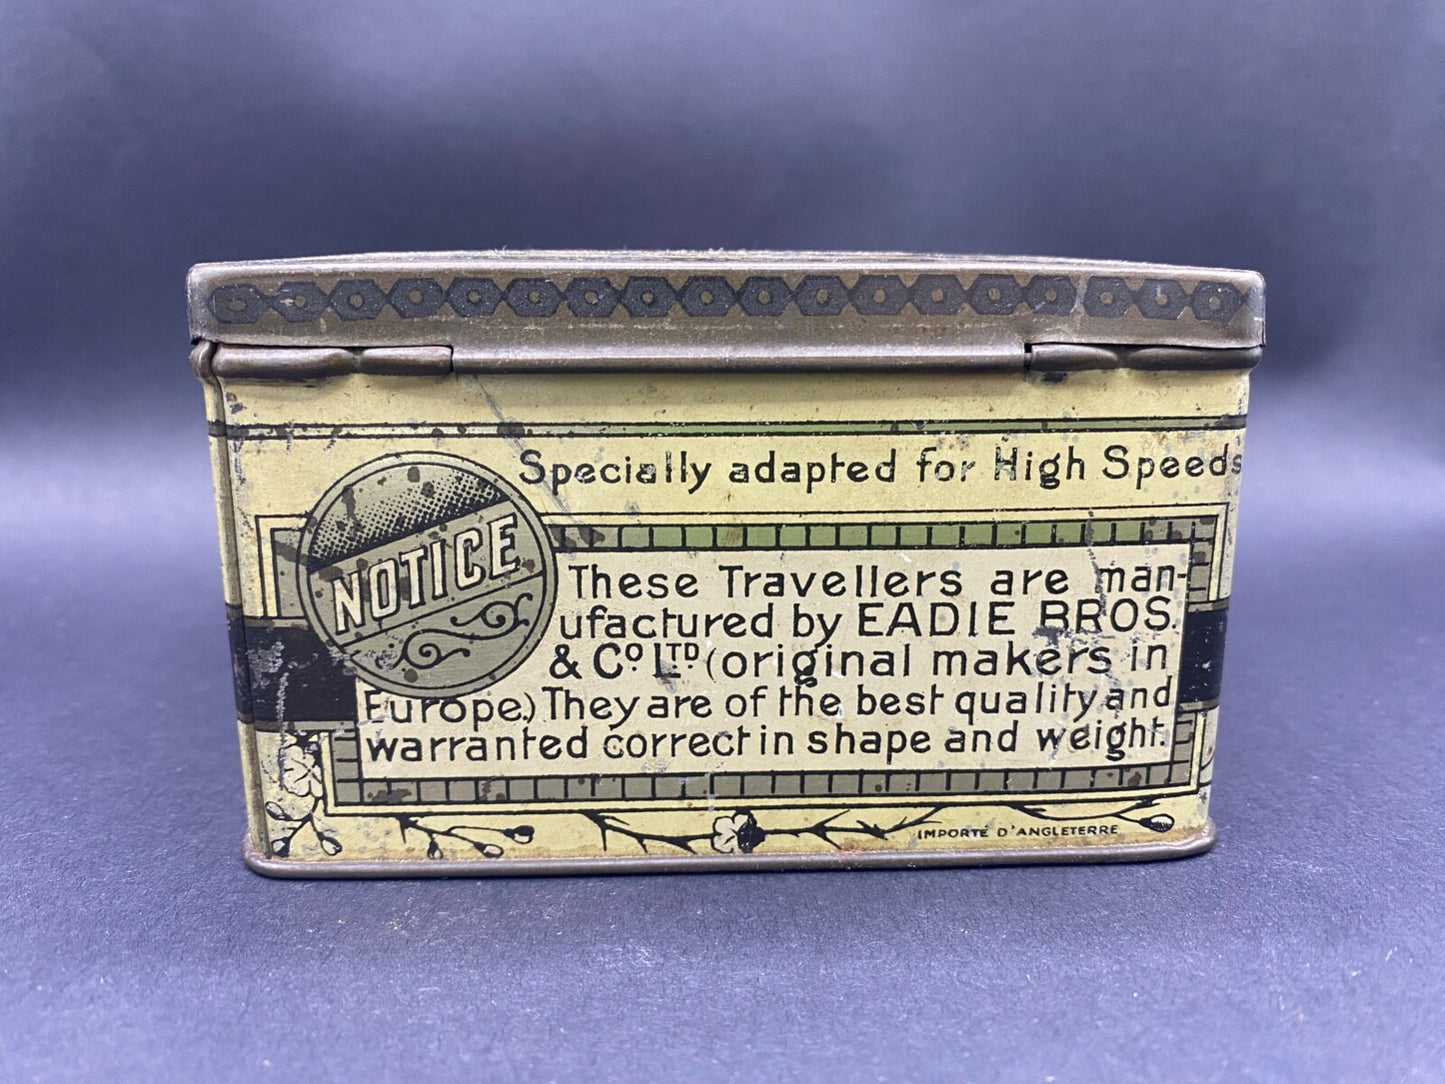 Specially adapted for High Speeds
NOTICE
These Travellers are man-
ufactured by EADIE BROS.
& Co. LTD (original makers in
Europe.) They are of the best quality and
warranted correct in shape and weight.
IMPORTÉ D'ANGLETERRE